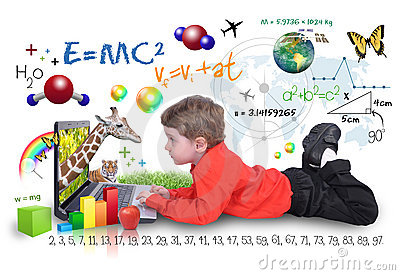 M = 5.9736 × 10²⁴ kg
E=MC²
H₂O
V𝒻=Vᵢ+at
π = 3.14159265
a²+b²=c²
4cm
5cm
90°
w = mg
2, 3, 5, 7, 11, 13, 17, 19, 23, 29, 31, 37, 41, 43, 47, 53, 59, 61, 67, 71, 73, 79, 83, 89, 97